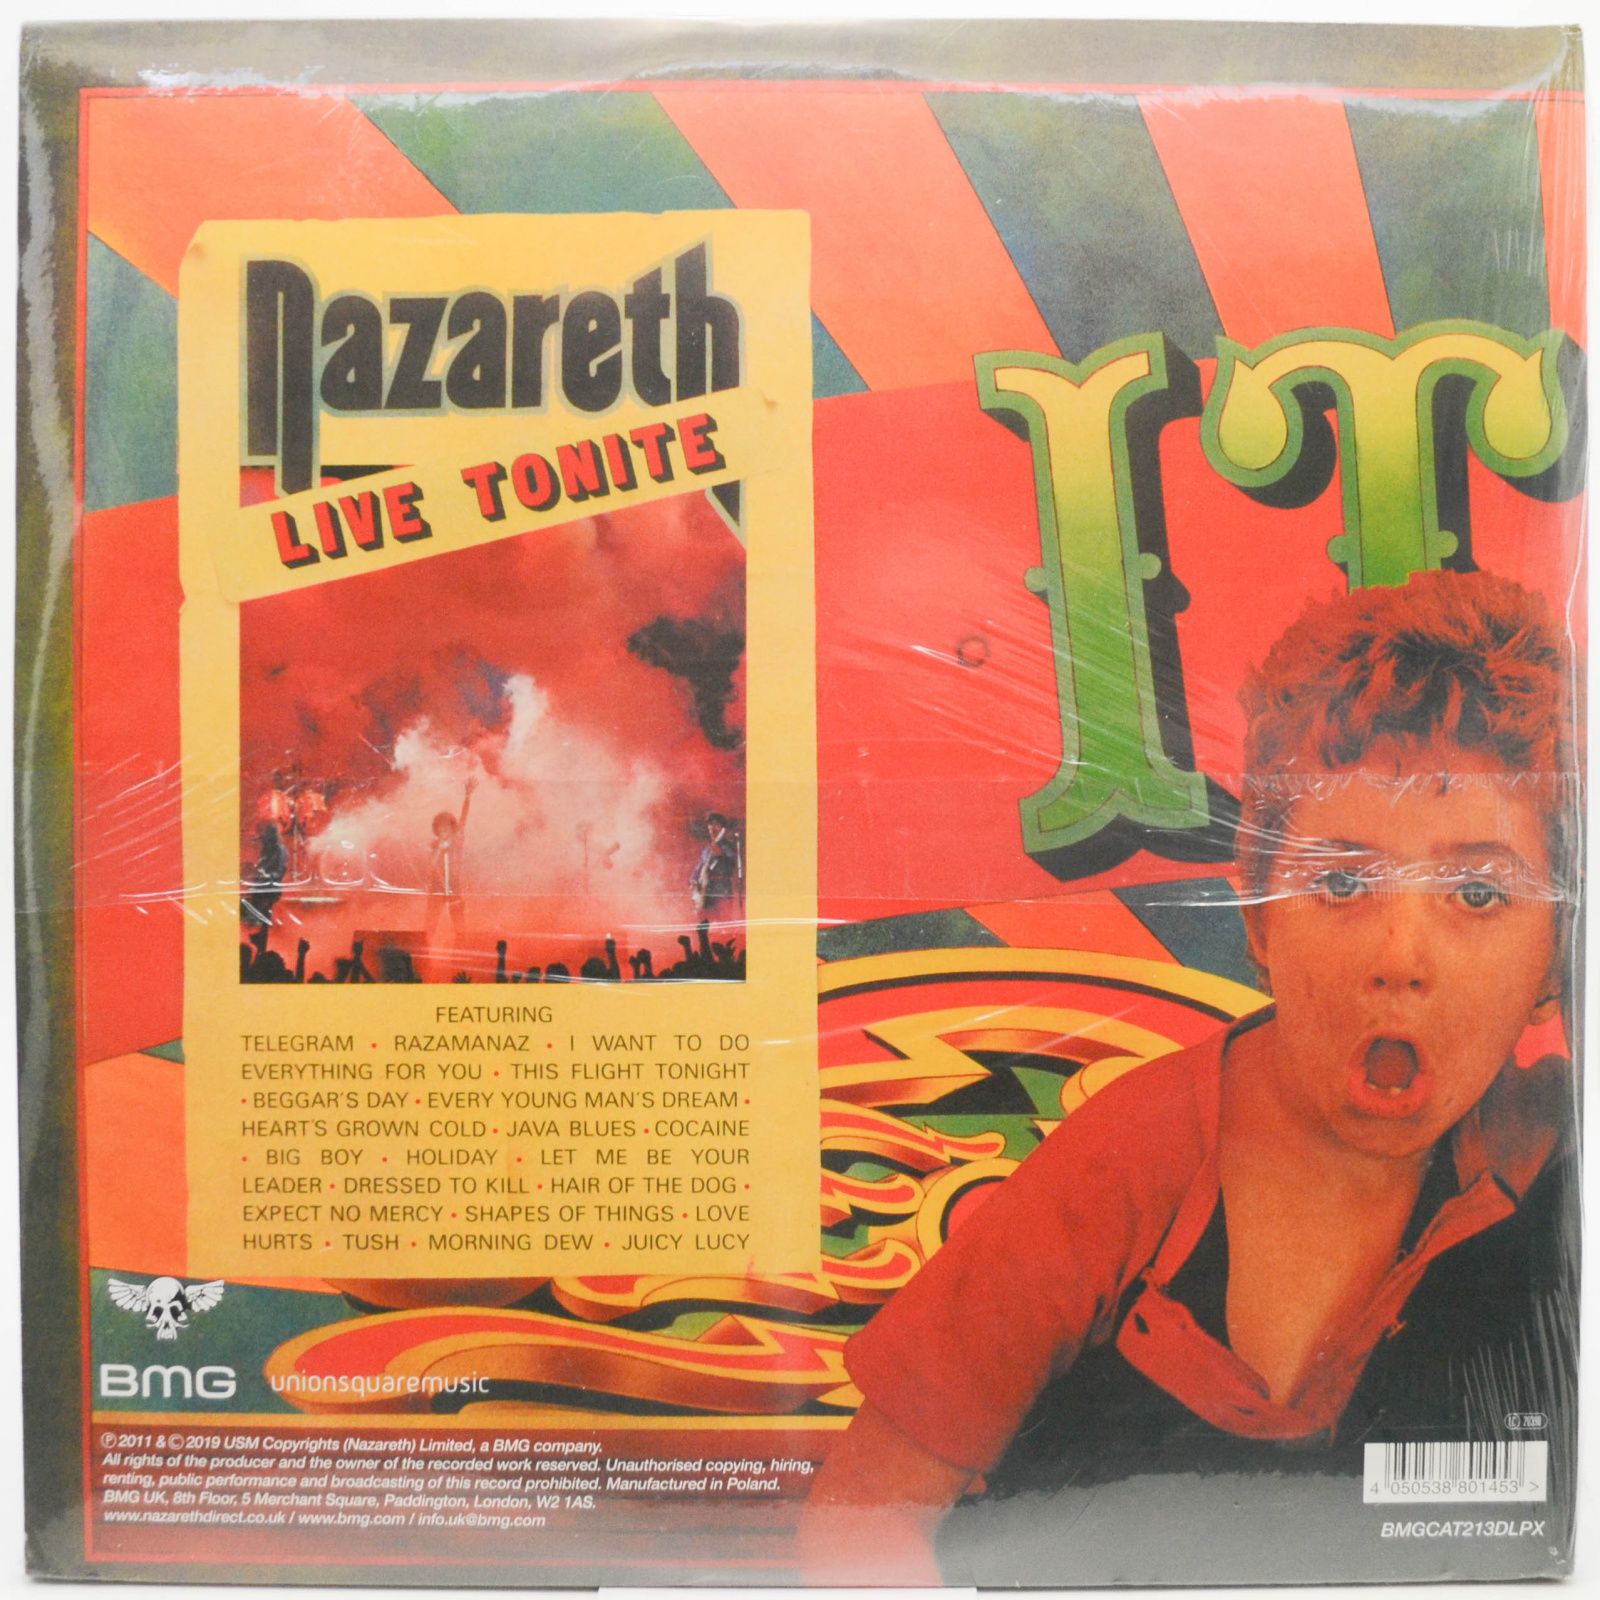 nazareth
LIVE TONITE
IT
FEATURING
TELEGRAM • RAZAMANAZ • I WANT TO DO
EVERYTHING FOR YOU • THIS FLIGHT TONIGHT
• BEGGAR'S DAY • EVERY YOUNG MAN'S DREAM •
HEART'S GROWN COLD • JAVA BLUES • COCAINE
• BIG BOY • HOLIDAY • LET ME BE YOUR
LEADER • DRESSED TO KILL • HAIR OF THE DOG •
EXPECT NO MERCY • SHAPES OF THINGS • LOVE
HURTS • TUSH • MORNING DEW • JUICY LUCY
BMG unionsquaremusic
℗ 2011 & © 2019 USM Copyrights (Nazareth) Limited, a BMG company.
All rights of the producer and the owner of the recorded work reserved. Unauthorised copying, hiring,
renting, public performance and broadcasting of this record prohibited. Manufactured in Poland.
BMG UK, 8th Floor, 5 Merchant Square, Paddington, London, W2 1AS.
www.nazarethdirect.co.uk / www.bmg.com / info.uk@bmg.com
LC
4 050538 801453 >
BMGCAT213DLPX